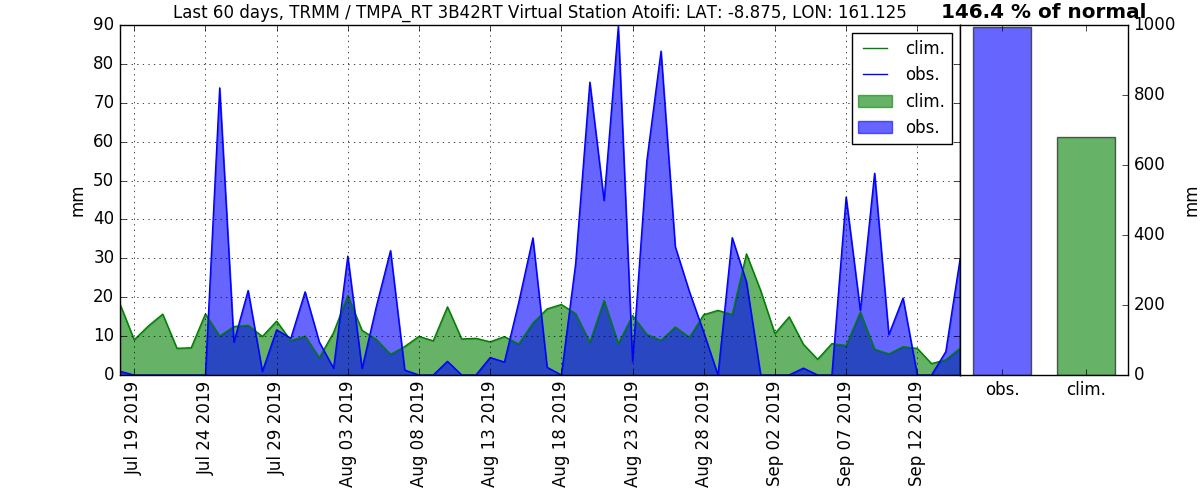 Last 60 days, TRMM / TMPA_RT 3B42RT Virtual Station Atoifi: LAT: -8.875, LON: 161.125
146.4 % of normal
90
80
70
60
50
40
30
20
10
0
mm
clim.
obs.
clim.
obs.
1000
800
600
400
200
0
mm
obs.
clim.
Jul 19 2019
Jul 24 2019
Jul 29 2019
Aug 03 2019
Aug 08 2019
Aug 13 2019
Aug 18 2019
Aug 23 2019
Aug 28 2019
Sep 02 2019
Sep 07 2019
Sep 12 2019